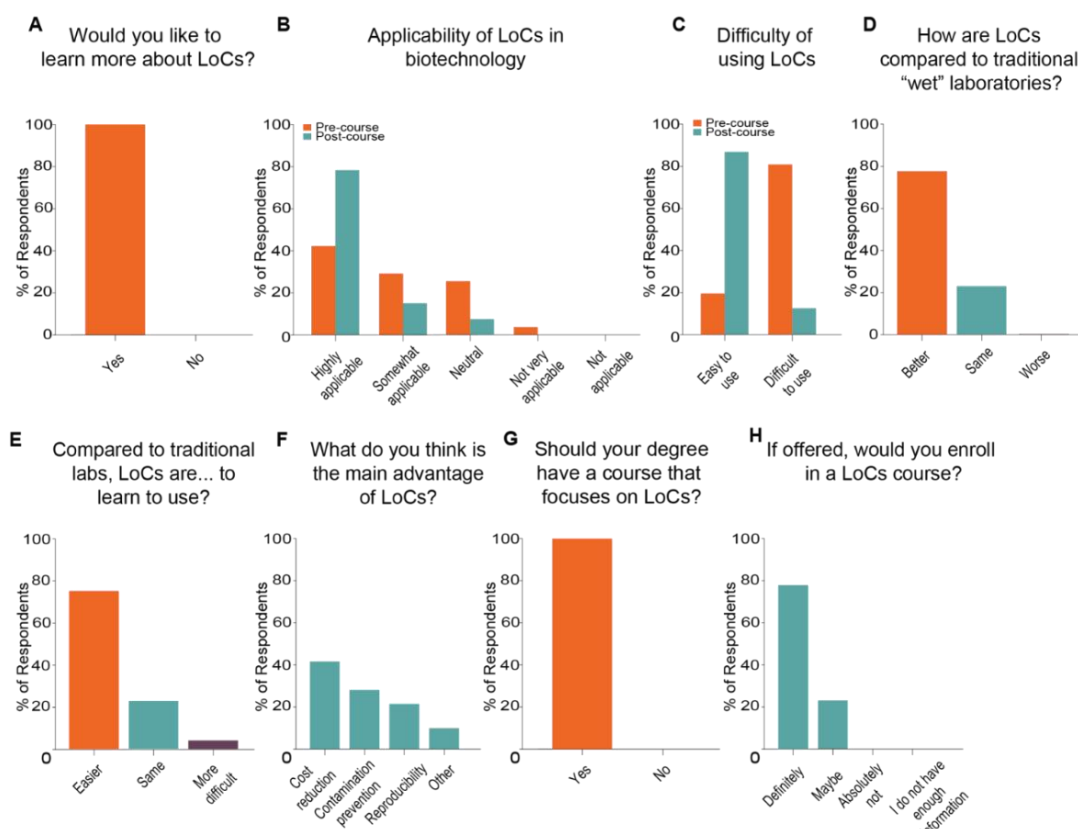 A
Would you like to
learn more about LoCs?
% of Respondents
100
80
60
40
20
0
Yes
No
B
Applicability of LoCs in
biotechnology
Pre-course
Post-course
% of Respondents
100
80
60
40
20
0
Highly
applicable
Somewhat
applicable
Neutral
Not very
applicable
Not
applicable
C
Difficulty of
using LoCs
Pre-course
Post-course
% of Respondents
100
80
60
40
20
0
Easy to
use
Difficult
to use
D
How are LoCs
compared to traditional
“wet” laboratories?
% of Respondents
100
80
60
40
20
0
Better
Same
Worse
E
Compared to traditional
labs, LoCs are... to
learn to use?
% of Respondents
100
80
60
40
20
0
Easier
Same
More
difficult
F
What do you think is
the main advantage
of LoCs?
% of Respondents
100
80
60
40
20
0
Cost
reduction
Contamination
prevention
Reproducibility
Other
G
Should your degree
have a course that
focuses on LoCs?
% of Respondents
100
80
60
40
20
0
Yes
No
H
If offered, would you enroll
in a LoCs course?
% of Respondents
100
80
60
40
20
0
Definitely
Maybe
Absolutely
not
I do not have
enough
formation